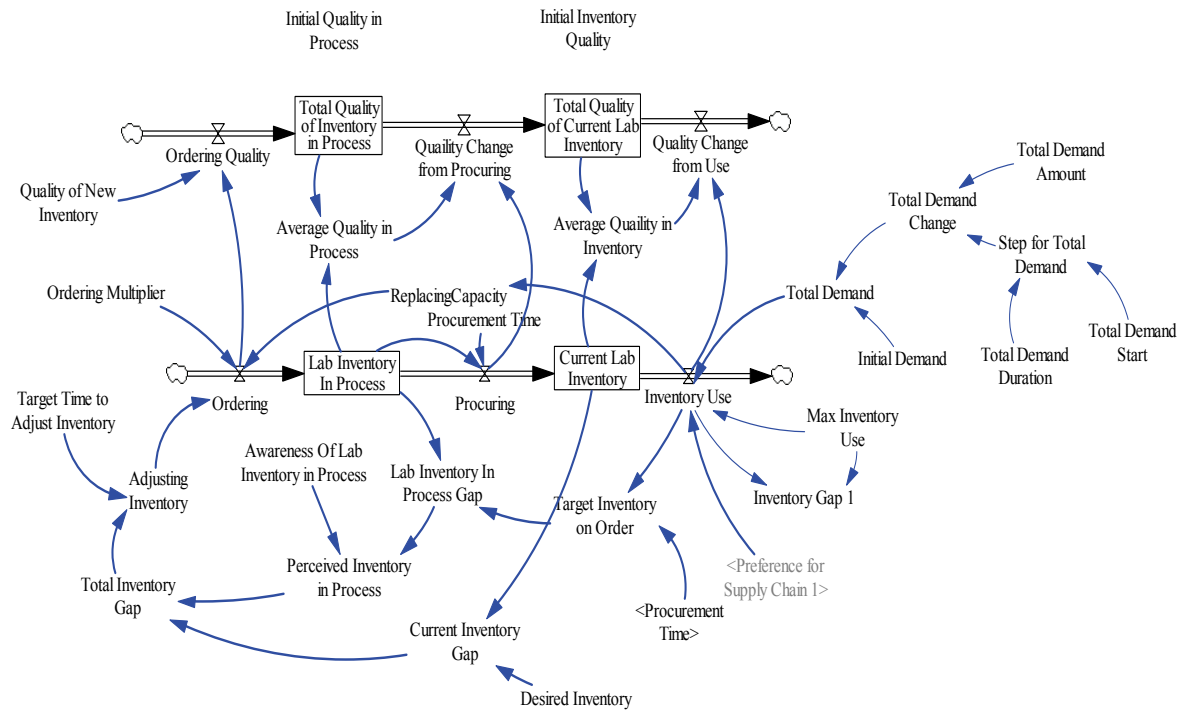 Initial Quality in
Process
Initial Inventory
Quality
Total Quality
of Inventory
in Process
Total Quality
of Current Lab
Inventory
Ordering Quality
Quaility Change
from Procuring
Quality Change
from Use
Quality of New
Inventory
Average Quality in
Process
Average Quaility in
Inventory
Total Demand
Amount
Total Demand
Change
Step for Total
Demand
Ordering Multiplier
ReplacingCapacity
Procurement Time
Total Demand
Initial Demand
Total Demand
Duration
Total Demand
Start
Lab Inventory
In Process
Current Lab
Inventory
Ordering
Procuring
Inventory Use
Target Time to
Adjust Inventory
Max Inventory
Use
Adjusting
Inventory
Awareness Of Lab
Inventory in Process
Lab Inventory In
Process Gap
Target Inventory
on Order
Inventory Gap 1
Total Inventory
Gap
Perceived Inventory
in Process
<Preference for
Supply Chain 1>
<Procurement
Time>
Current Inventory
Gap
Desired Inventory